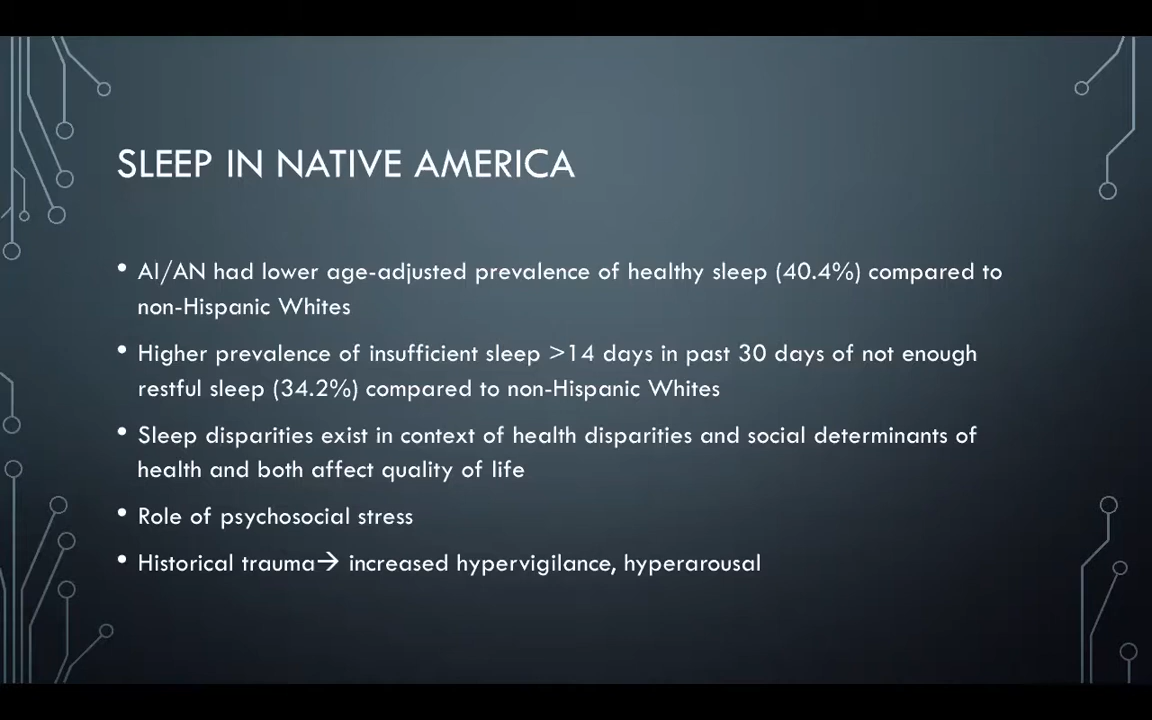 SLEEP IN NATIVE AMERICA
• AI/AN had lower age-adjusted prevalence of healthy sleep (40.4%) compared to
non-Hispanic Whites
• Higher prevalence of insufficient sleep >14 days in past 30 days of not enough
restful sleep (34.2%) compared to non-Hispanic Whites
• Sleep disparities exist in context of health disparities and social determinants of
health and both affect quality of life
• Role of psychosocial stress
• Historical trauma→ increased hypervigilance, hyperarousal